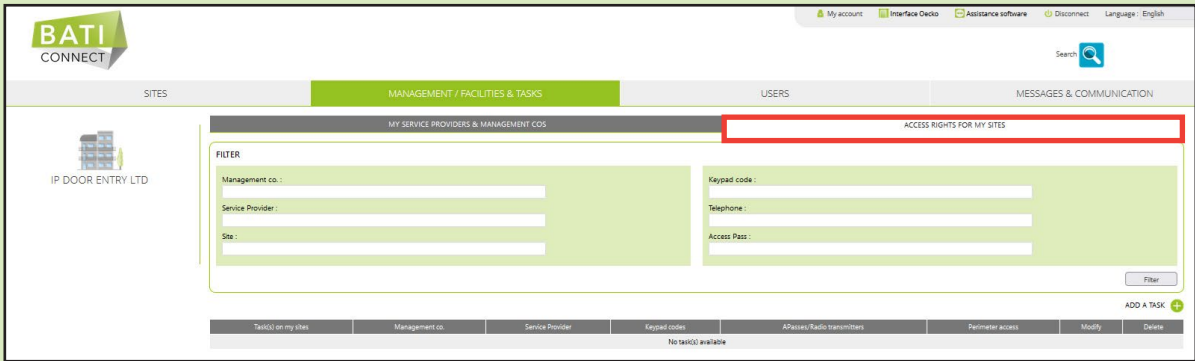 My account Interface Oecko Assistance software Disconnect Language : English
BATI
CONNECT
Search
SITES MANAGEMENT / FACILITIES & TASKS USERS MESSAGES & COMMUNICATION
MY SERVICE PROVIDERS & MANAGEMENT COS ACCESS RIGHTS FOR MY SITES
IP DOOR ENTRY LTD
FILTER
Management co. : Keypad code :
Service Provider : Telephone :
Site : Access Pass :
Filter
ADD A TASK
Task(s) on my sites Management co. Service Provider Keypad codes APasses/Radio transmitters Perimeter access Modify Delete
No task(s) available